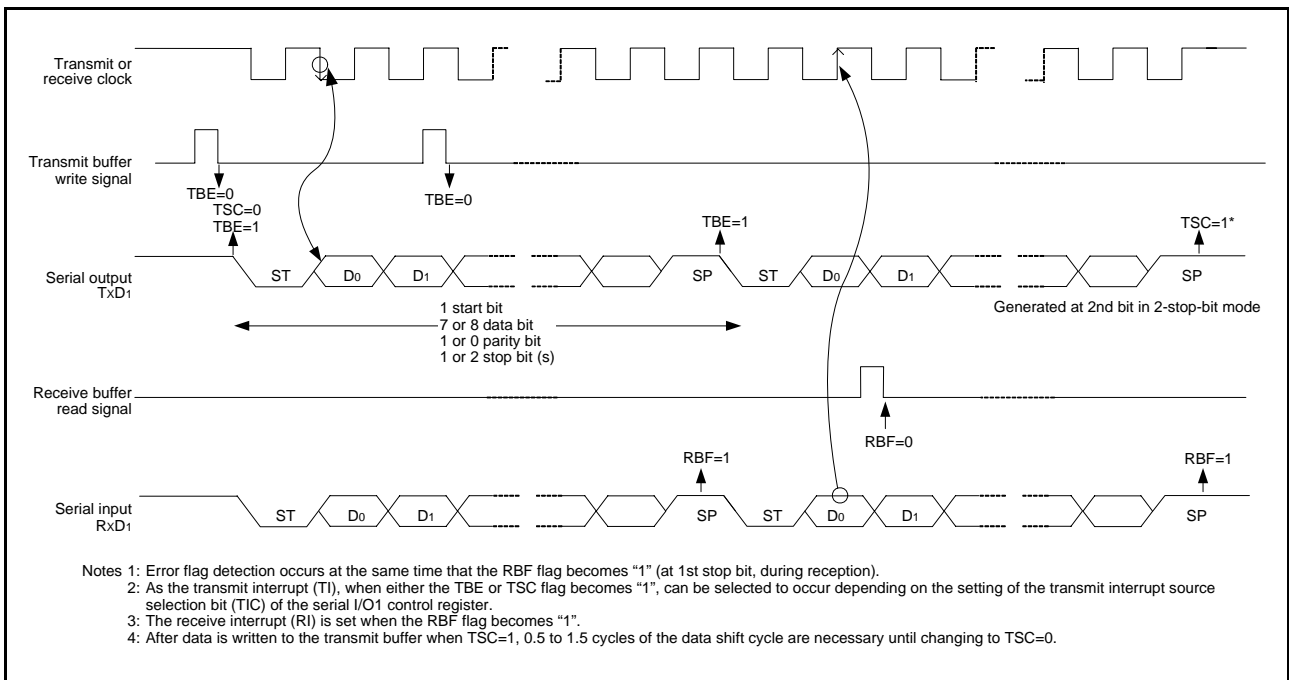 Transmit or
receive clock
Transmit buffer
write signal
TBE=0
TSC=0
TBE=1
TBE=0
TBE=1
TSC=1*
Serial output
TXD1
ST
D0
D1
SP
ST
D0
D1
SP
1 start bit
7 or 8 data bit
1 or 0 parity bit
1 or 2 stop bit (s)
Generated at 2nd bit in 2-stop-bit mode
Receive buffer
read signal
RBF=0
RBF=1
RBF=1
Serial input
RXD1
ST
D0
D1
SP
ST
D0
D1
SP
Notes 1: Error flag detection occurs at the same time that the RBF flag becomes “1” (at 1st stop bit, during reception).
2: As the transmit interrupt (TI), when either the TBE or TSC flag becomes “1”, can be selected to occur depending on the setting of the transmit interrupt source
selection bit (TIC) of the serial I/O1 control register.
3: The receive interrupt (RI) is set when the RBF flag becomes “1”.
4: After data is written to the transmit buffer when TSC=1, 0.5 to 1.5 cycles of the data shift cycle are necessary until changing to TSC=0.